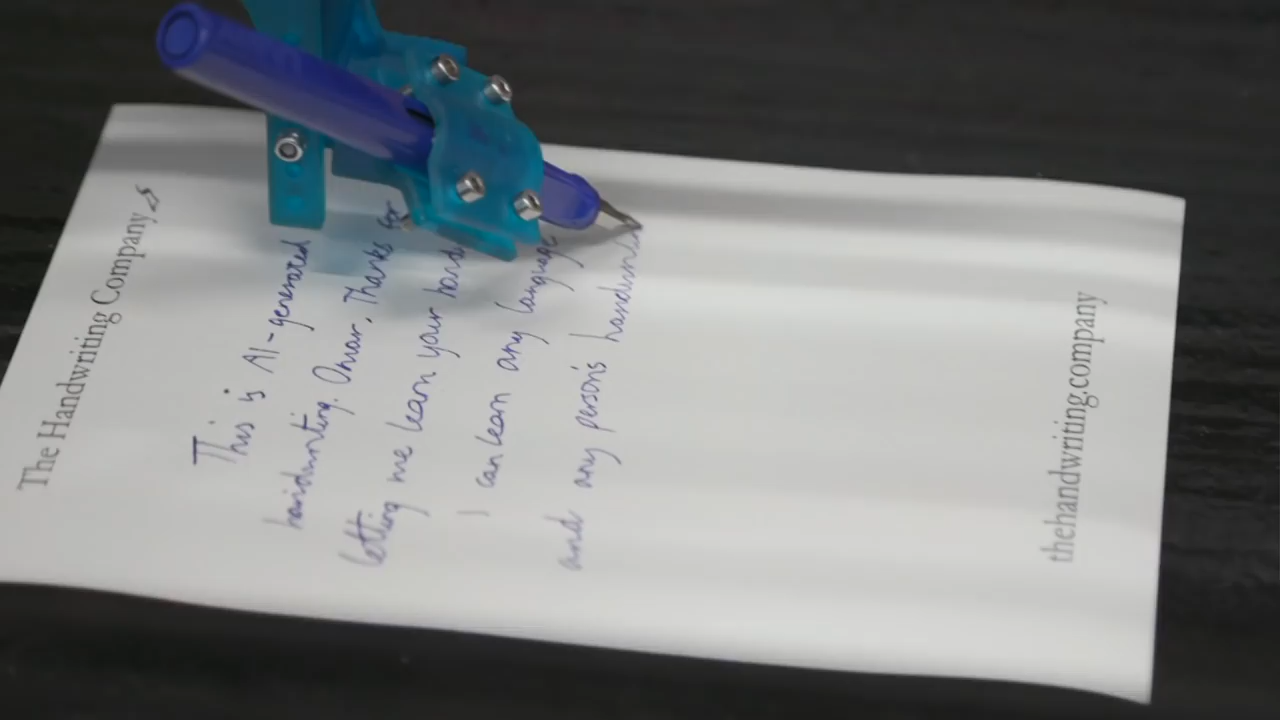 The Handwriting Company
This is AI-generated
handwriting. Omar, Thanks for
letting me learn your hand
I can learn any language
and any person's
thehandwriting.company